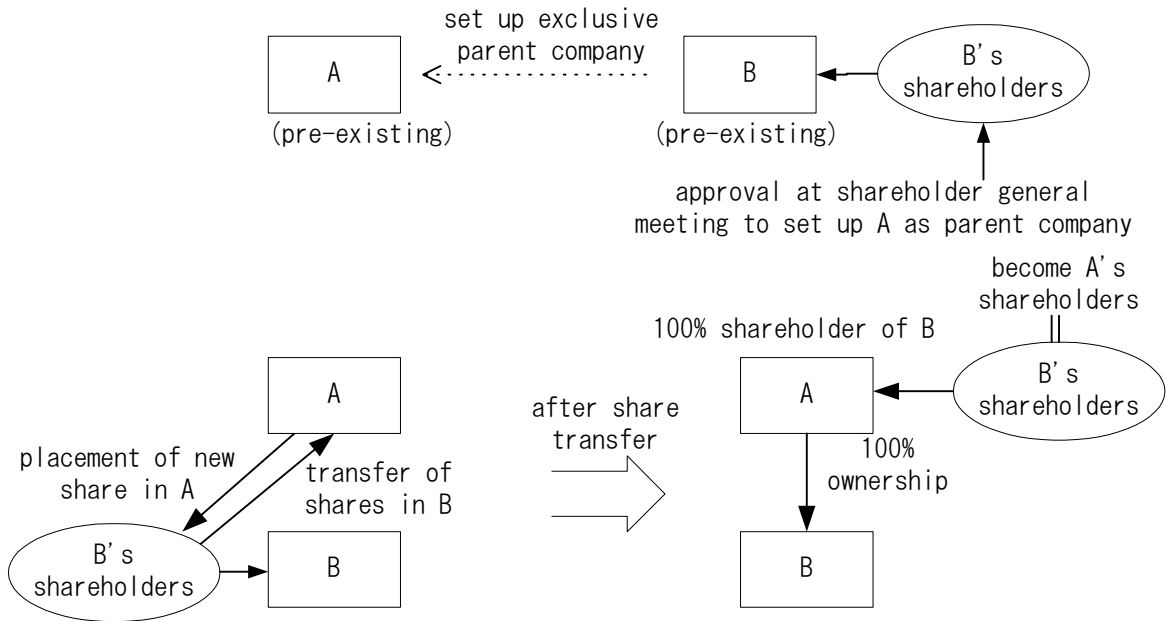 set up exclusive
parent company
A
B
B's
shareholders
(pre-existing)
(pre-existing)
approval at shareholder general
meeting to set up A as parent company
become A's
shareholders
100% shareholder of B
A
A
B's
shareholders
after share
transfer
placement of new
share in A
transfer of
shares in B
100%
ownership
B's
shareholders
B
B